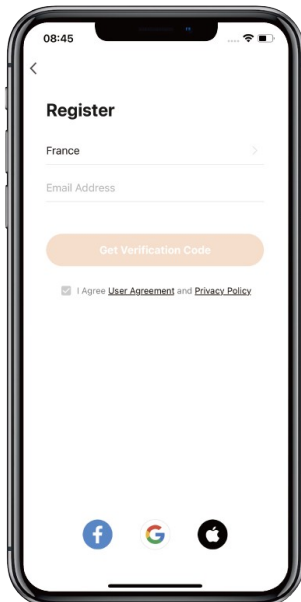 08:45
Register
France
Email Address
Get Verification Code
I Agree User Agreement and Privacy Policy